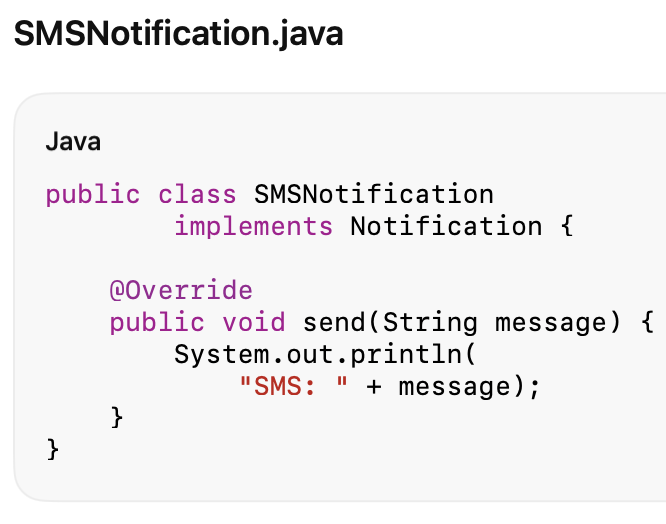 SMSNotification.java
Java
public class SMSNotification
        implements Notification {
    @Override
    public void send(String message) {
        System.out.println(
            "SMS: " + message);
    }
}